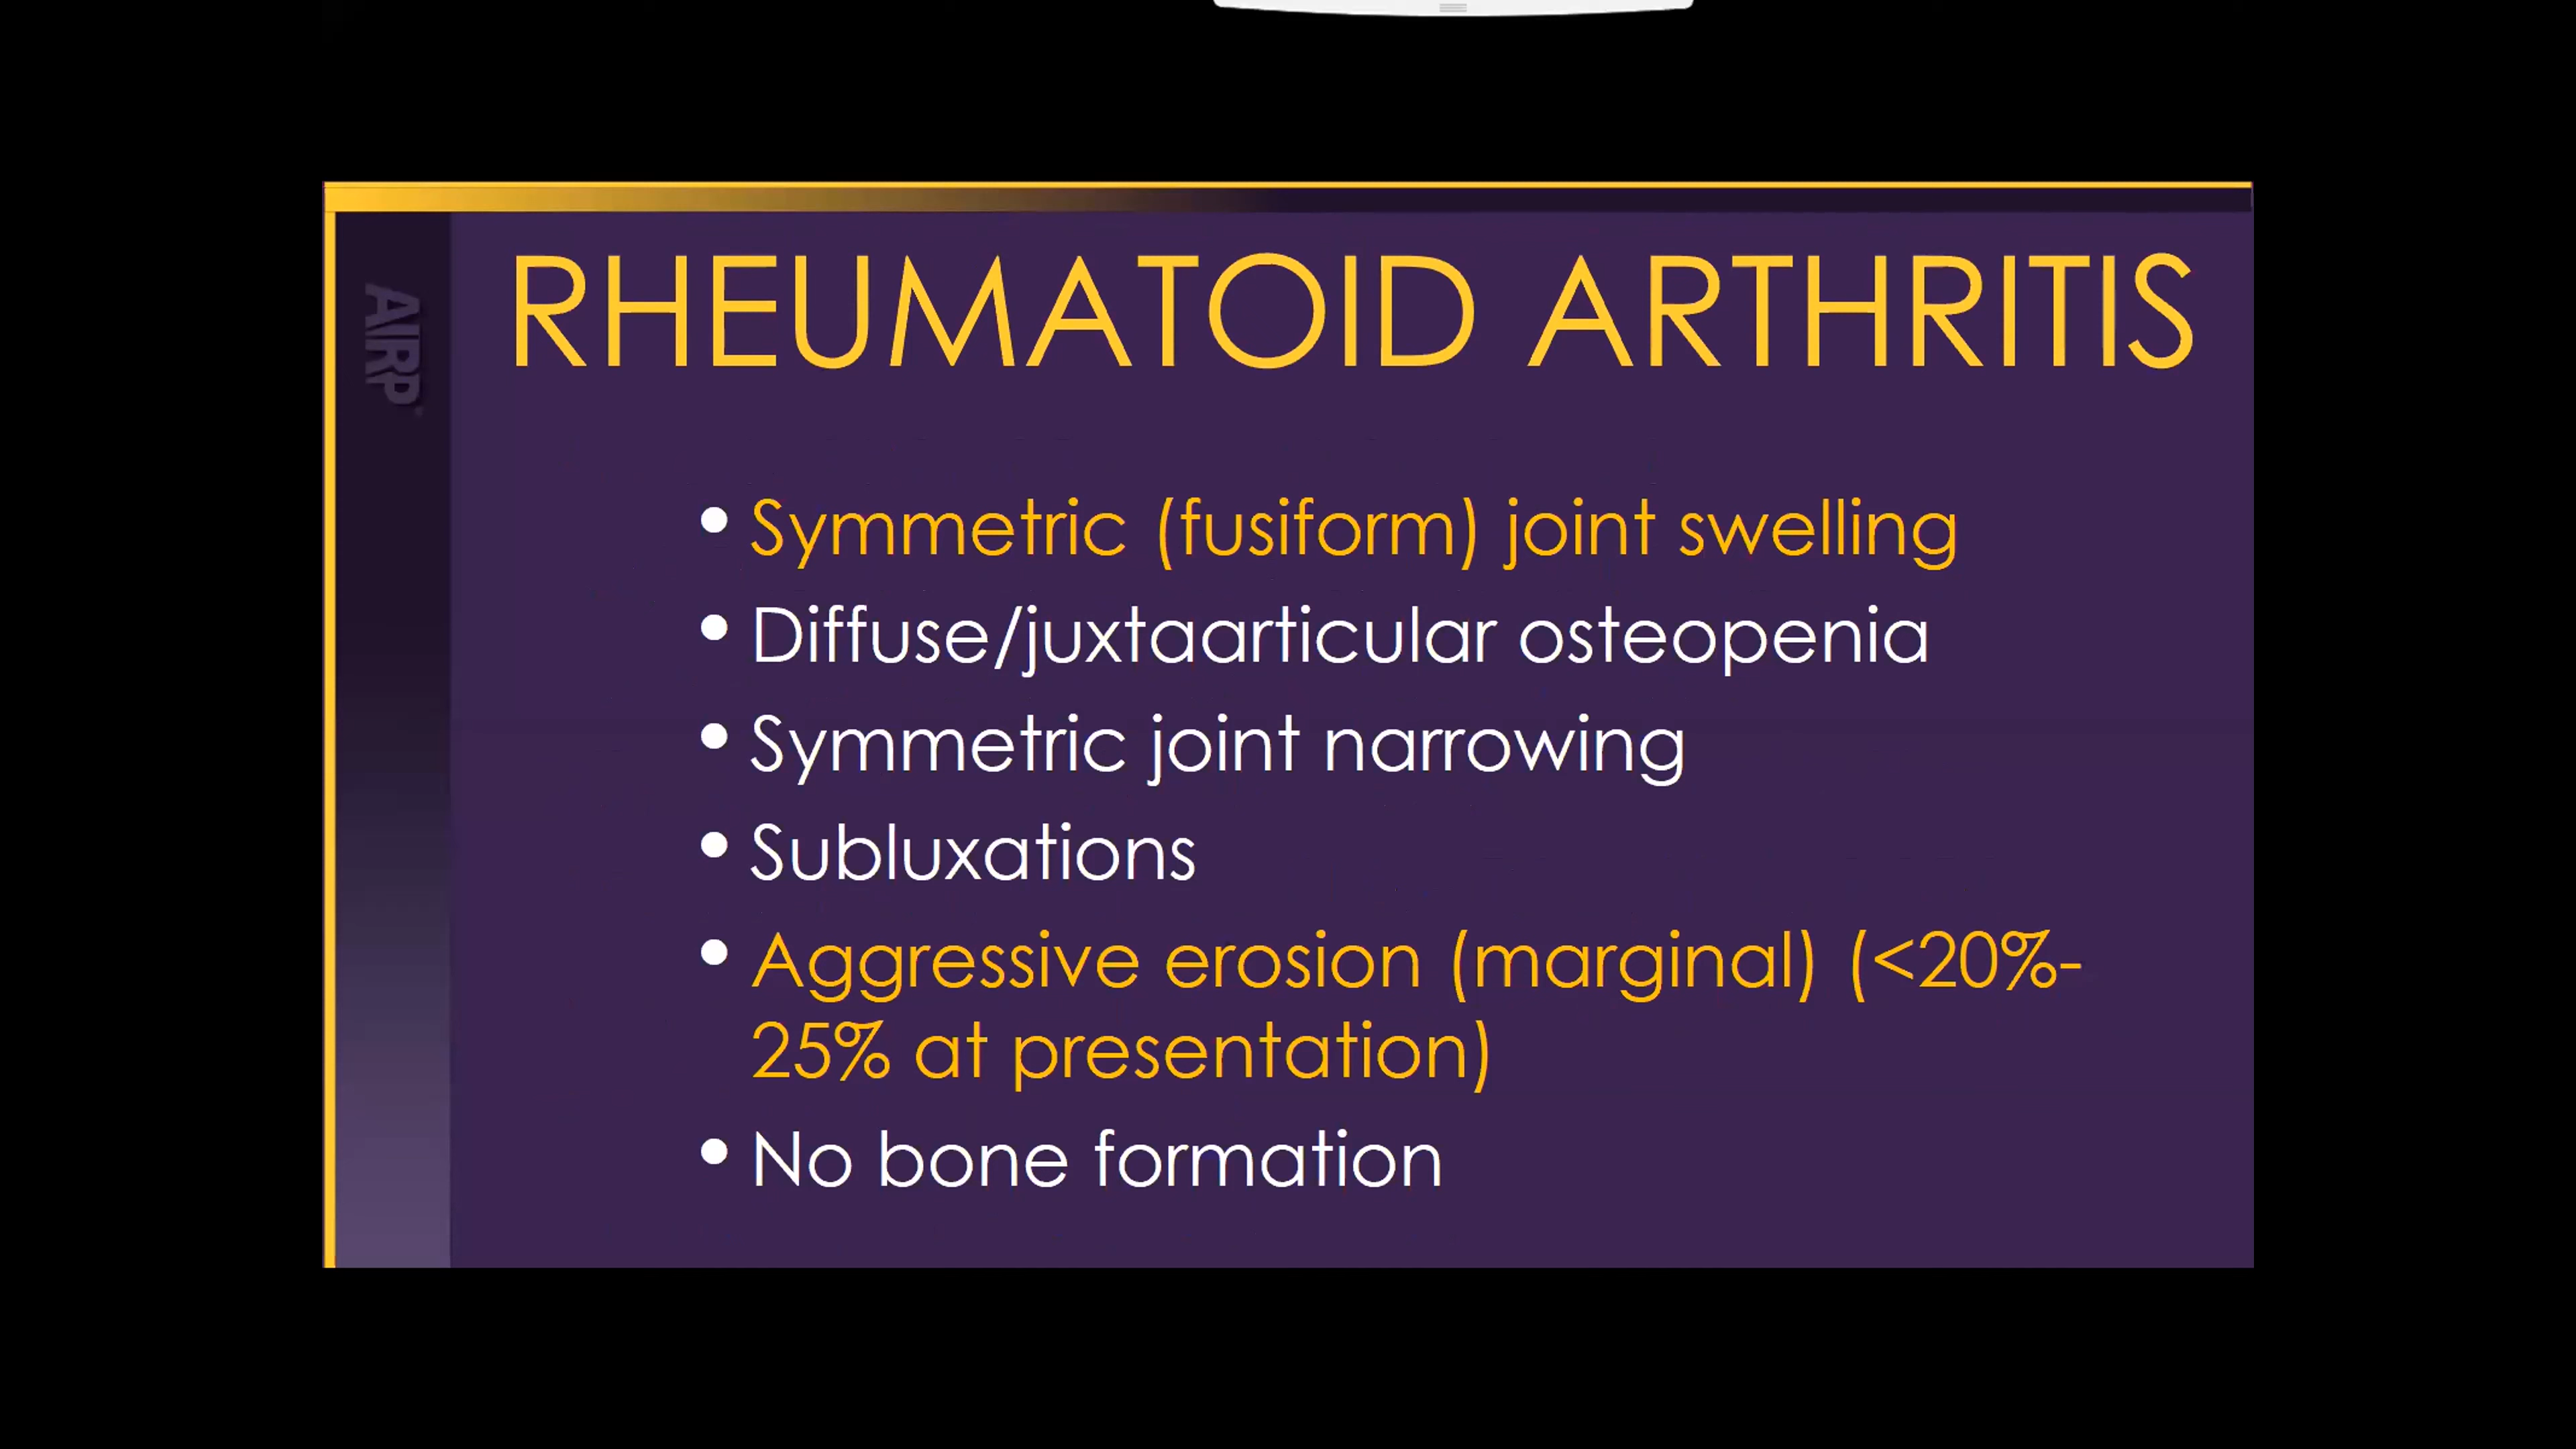 RHEUMATOID ARTHRITIS
AIRP
• Symmetric (fusiform) joint swelling
• Diffuse/juxtaarticular osteopenia
• Symmetric joint narrowing
• Subluxations
• Aggressive erosion (marginal) (<20%-
25% at presentation)
• No bone formation